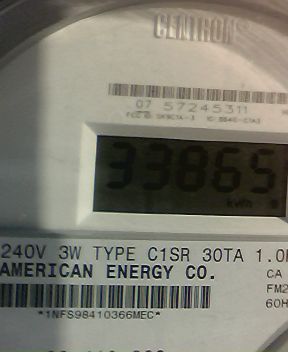 CENTRON®
07 57245311
33865
kWh
240V 3W TYPE C1SR 30TA 1.0
AMERICAN ENERGY CO.
CA
FM2
60H
*1NFS98410366MEC*